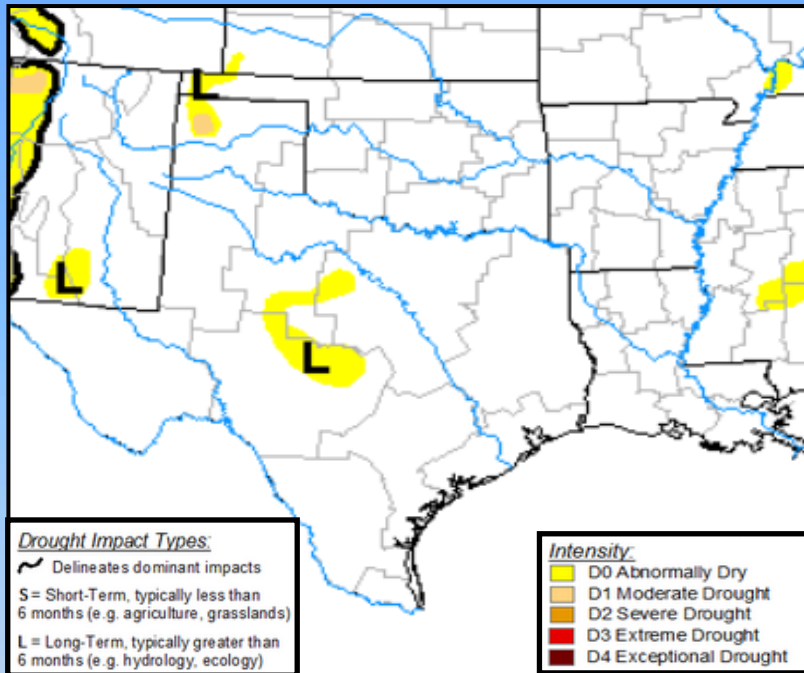 L
L
L
Drought Impact Types:
Delineates dominant impacts
S = Short-Term, typically less than
6 months (e.g. agriculture, grasslands)
L = Long-Term, typically greater than
6 months (e.g. hydrology, ecology)
Intensity:
D0 Abnormally Dry
D1 Moderate Drought
D2 Severe Drought
D3 Extreme Drought
D4 Exceptional Drought